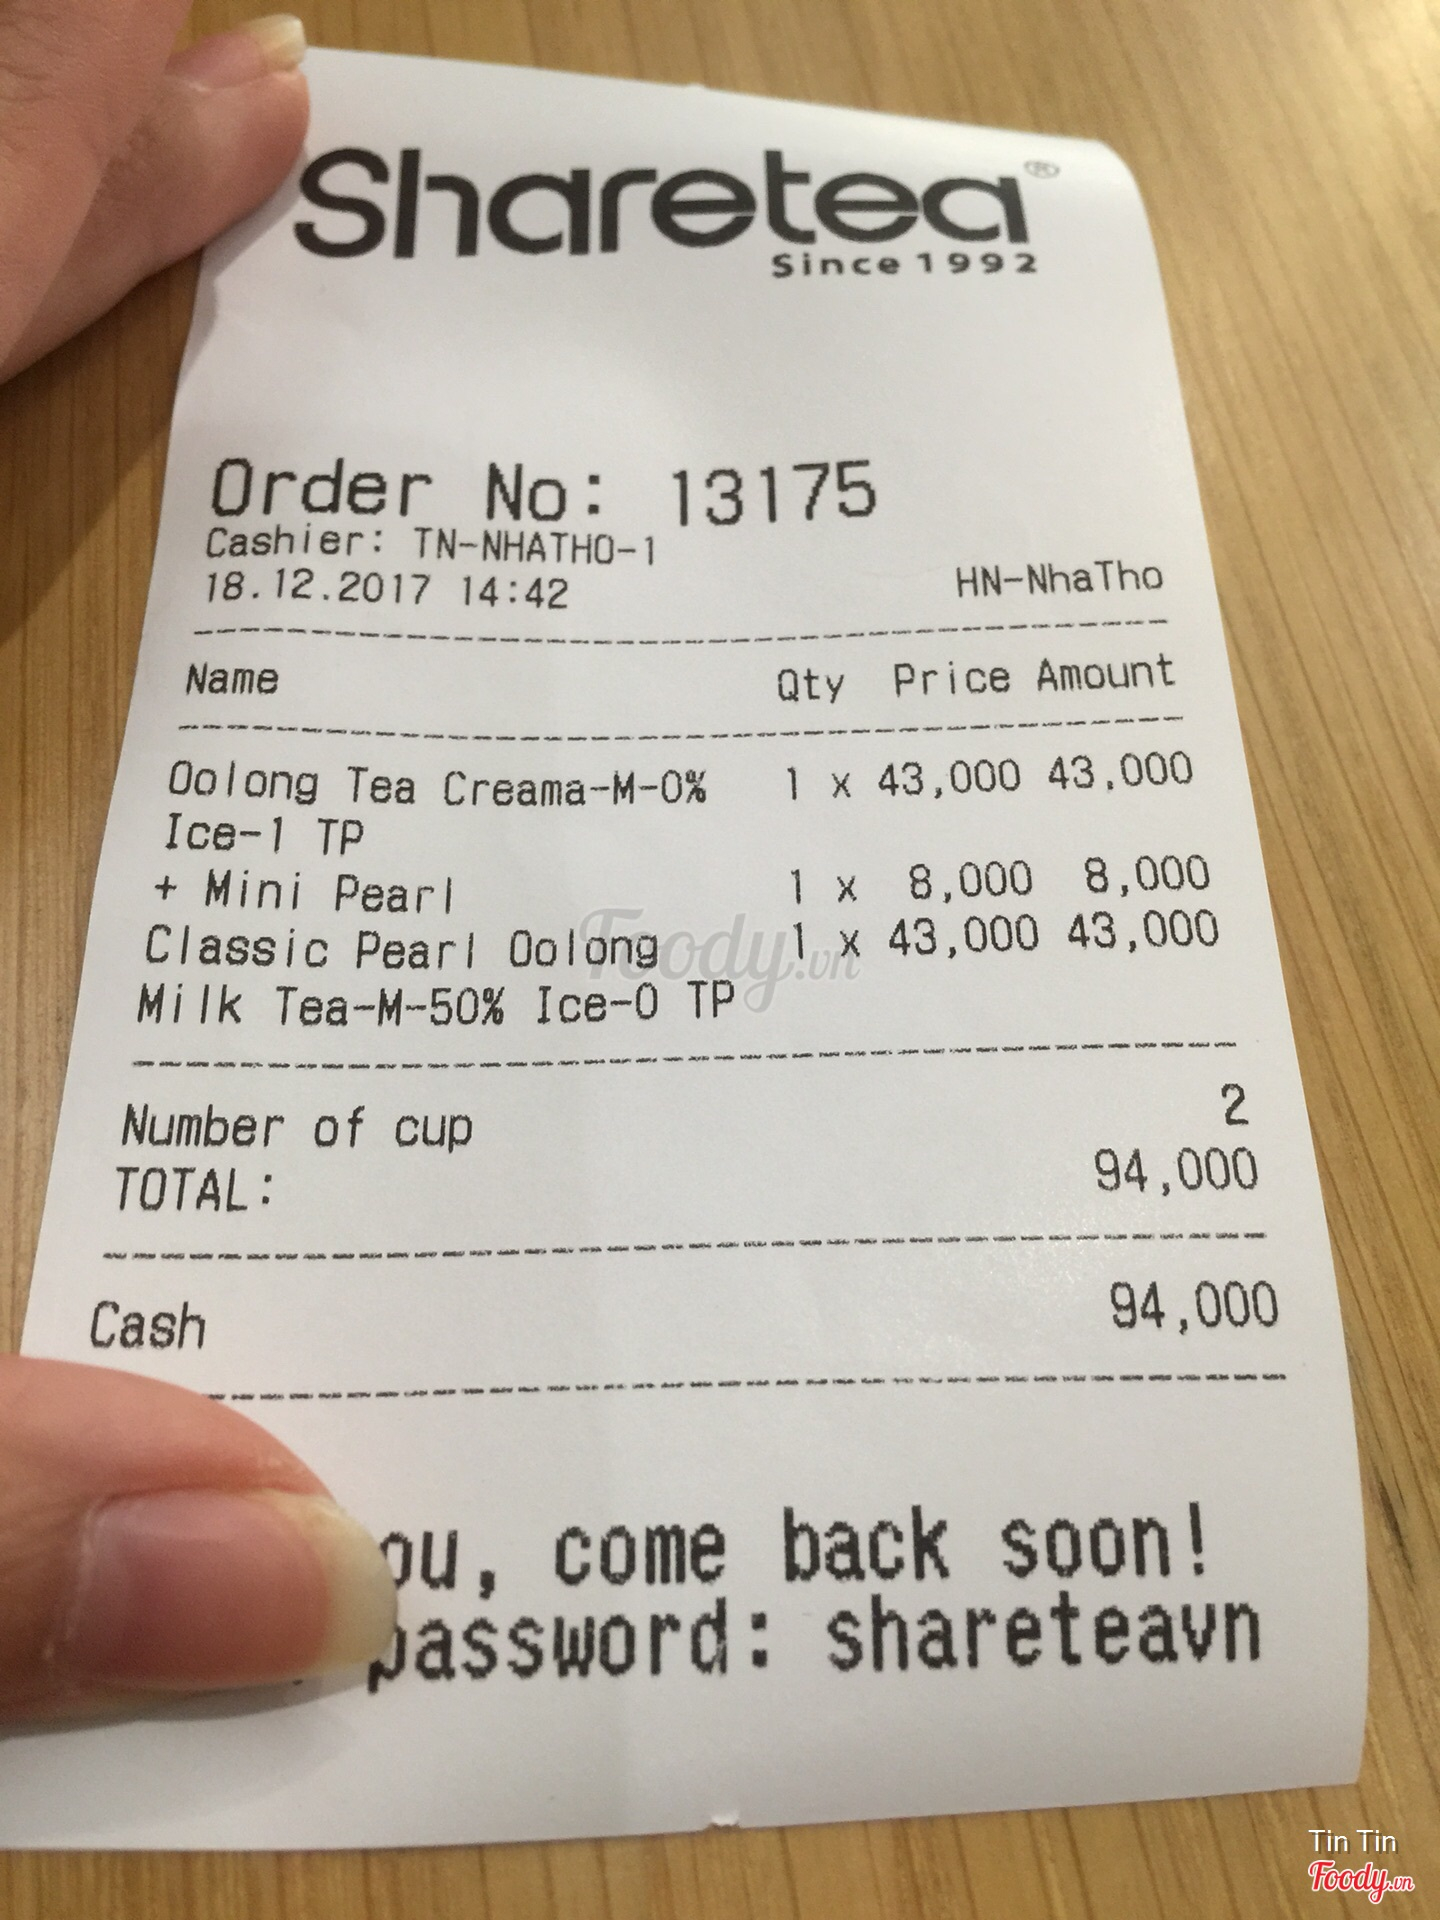 Sharetea®
Since 1992
Order No: 13175
Cashier: TN-NHATHO-1
18.12.2017 14:42 HN-NhaTho
Name Qty Price Amount
Oolong Tea Creama-M-0% 1 x 43,000 43,000
Ice-1 TP
+ Mini Pearl 1 x 8,000 8,000
Classic Pearl Oolong 1 x 43,000 43,000
Milk Tea-M-50% Ice-0 TP
Foody.vn
Number of cup 2
TOTAL: 94,000
Cash 94,000
ou, come back soon!
password: shareteavn
Tin Tin
Foody.vn